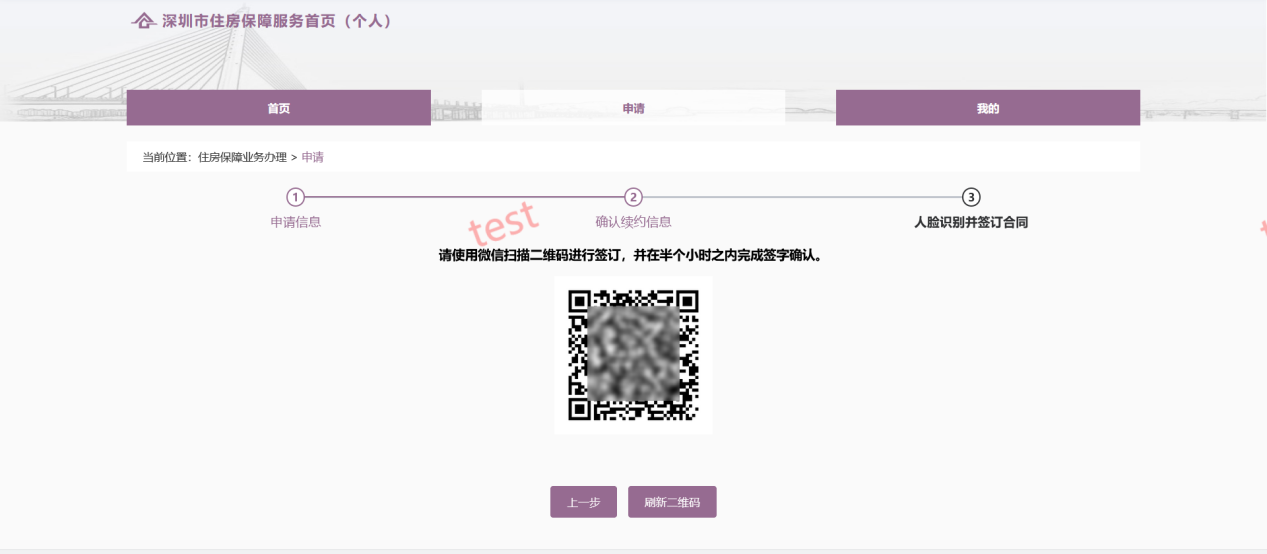 深圳市住房保障服务首页（个人）
首页
申请
我的
当前位置：住房保障业务办理 > 申请
1
2
3
申请信息
确认续约信息
人脸识别并签订合同
test
请使用微信扫描二维码进行签订，并在半个小时之内完成签字确认。
上一步
刷新二维码